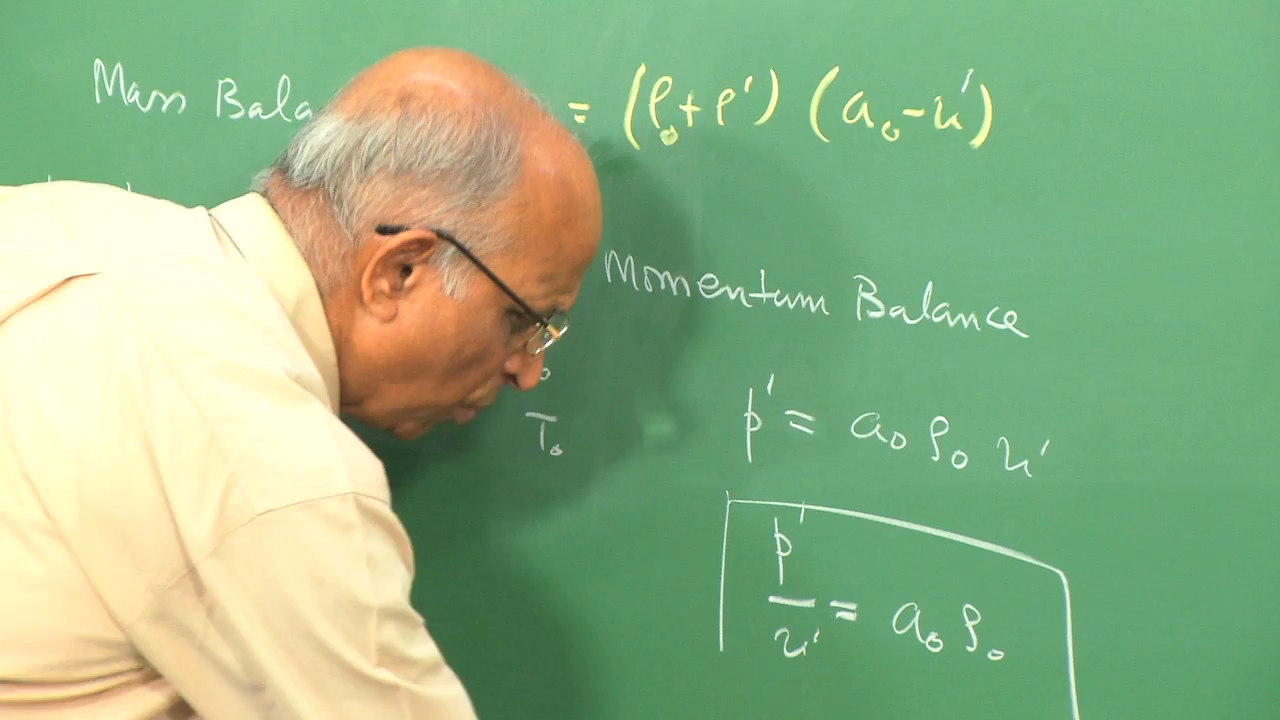 Mass Bala = (ρ₀+ρ') (a₀-u')
Momentum Balance
p' = a₀ ρ₀ u'
T₀
p'/u' = a₀ ρ₀